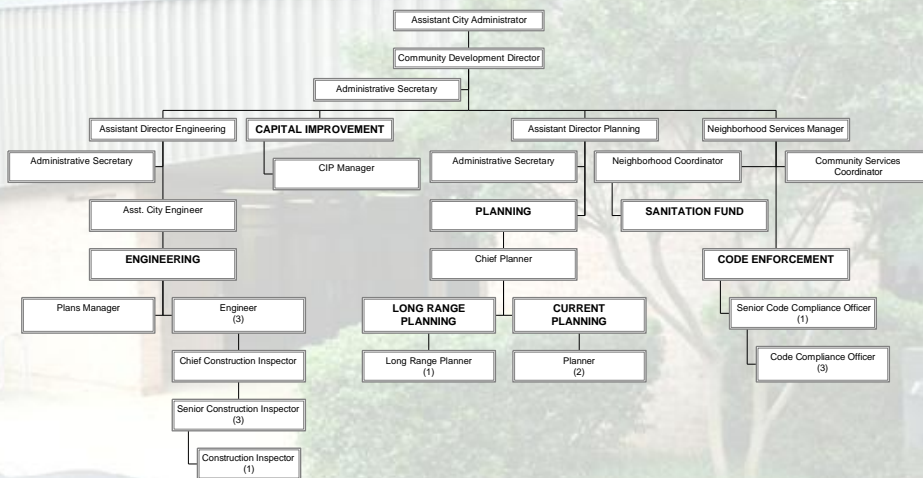 Assistant City Administrator
Community Development Director
Administrative Secretary
Assistant Director Engineering
CAPITAL IMPROVEMENT
Assistant Director Planning
Neighborhood Services Manager
Administrative Secretary
CIP Manager
Administrative Secretary
Neighborhood Coordinator
Community Services
Coordinator
Asst. City Engineer
PLANNING
SANITATION FUND
ENGINEERING
Chief Planner
CODE ENFORCEMENT
Plans Manager
Engineer
(3)
LONG RANGE
PLANNING
CURRENT
PLANNING
Senior Code Compliance Officer
(1)
Chief Construction Inspector
Long Range Planner
(1)
Planner
(2)
Code Compliance Officer
(3)
Senior Construction Inspector
(3)
Construction Inspector
(1)